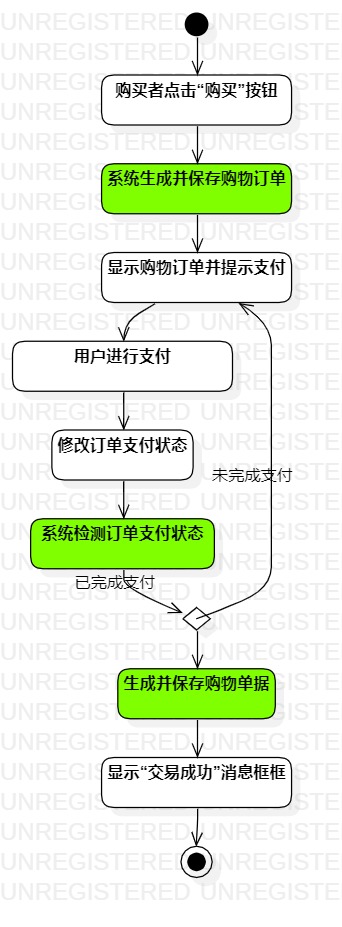 购买者点击“购买”按钮
系统生成并保存购物订单
显示购物订单并提示支付
用户进行支付
修改订单支付状态
未完成支付
系统检测订单支付状态
已完成支付
生成并保存购物单据
显示“交易成功”消息框框
UNREGISTERED